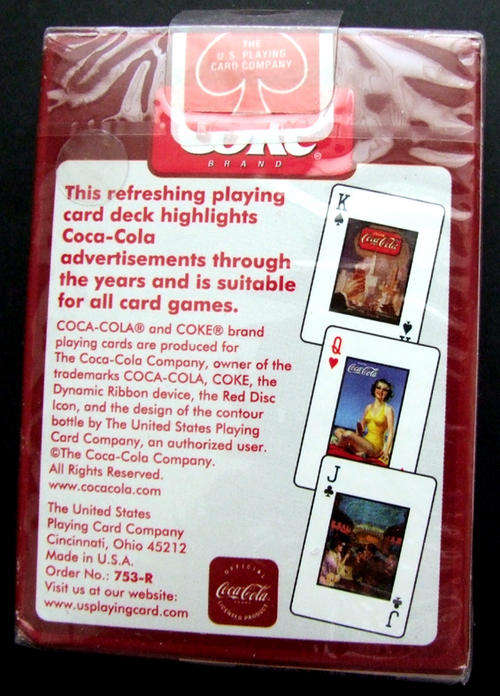 THE
U.S. PLAYING
CARD COMPANY
COKE
BRAND
This refreshing playing
card deck highlights
Coca-Cola
advertisements through
the years and is suitable
for all card games.
COCA-COLA® and COKE® brand
playing cards are produced for
The Coca-Cola Company, owner of the
trademarks COCA-COLA, COKE, the
Dynamic Ribbon device, the Red Disc
Icon, and the design of the contour
bottle by The United States Playing
Card Company, an authorized user.
©The Coca-Cola Company.
All Rights Reserved.
www.cocacola.com
The United States
Playing Card Company
Cincinnati, Ohio 45212
Made in U.S.A.
Order No.: 753-R
Visit us at our website:
www.usplayingcard.com
OFFICIAL
Coca-Cola
LICENSED PRODUCT
K
Coca-Cola
K
Q
Coca-Cola
J
J